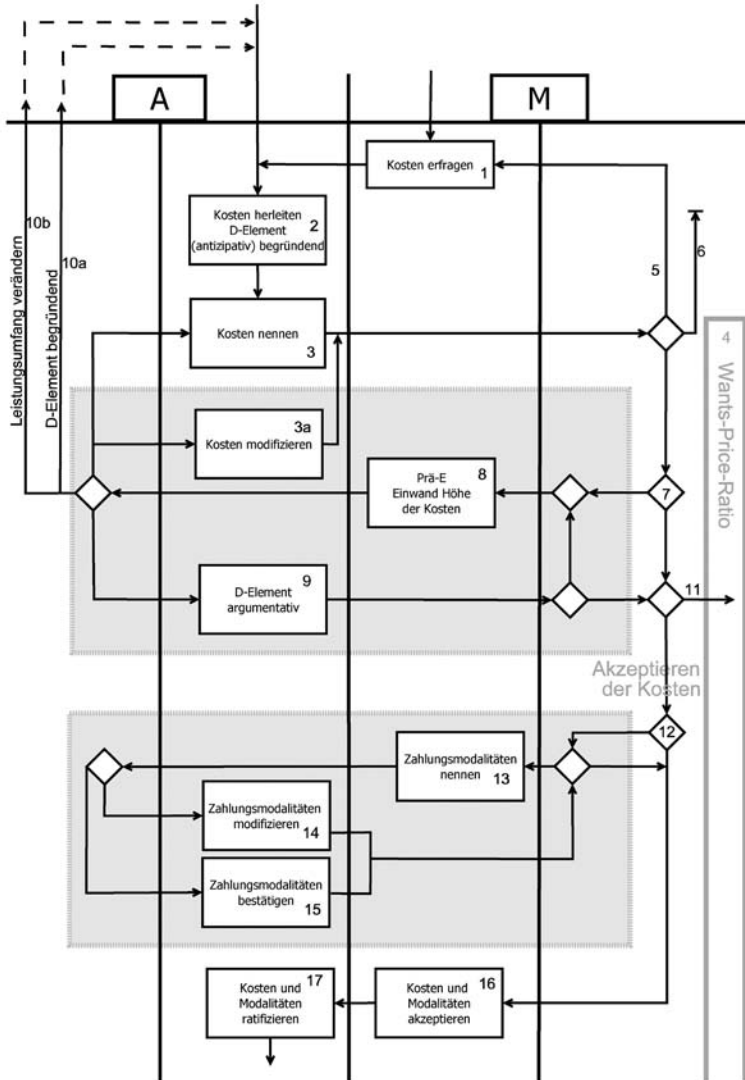 A
M
Kosten erfragen
1
10b
Kosten herleiten
D-Element
(antizipativ) begründend
2
10a
5
6
Leistungsumfang verändern
D-Element begründend
Kosten nennen
3
4
Wants-Price-Ratio
3a
Kosten modifizieren
Prä-E
Einwand Höhe
der Kosten
8
7
9
D-Element
argumentativ
11
Akzeptieren
der Kosten
12
Zahlungsmodalitäten
nennen
13
Zahlungsmodalitäten
modifizieren
14
Zahlungsmodalitäten
bestätigen
15
Kosten und
Modalitäten
ratifizieren
17
Kosten und
Modalitäten
akzeptieren
16